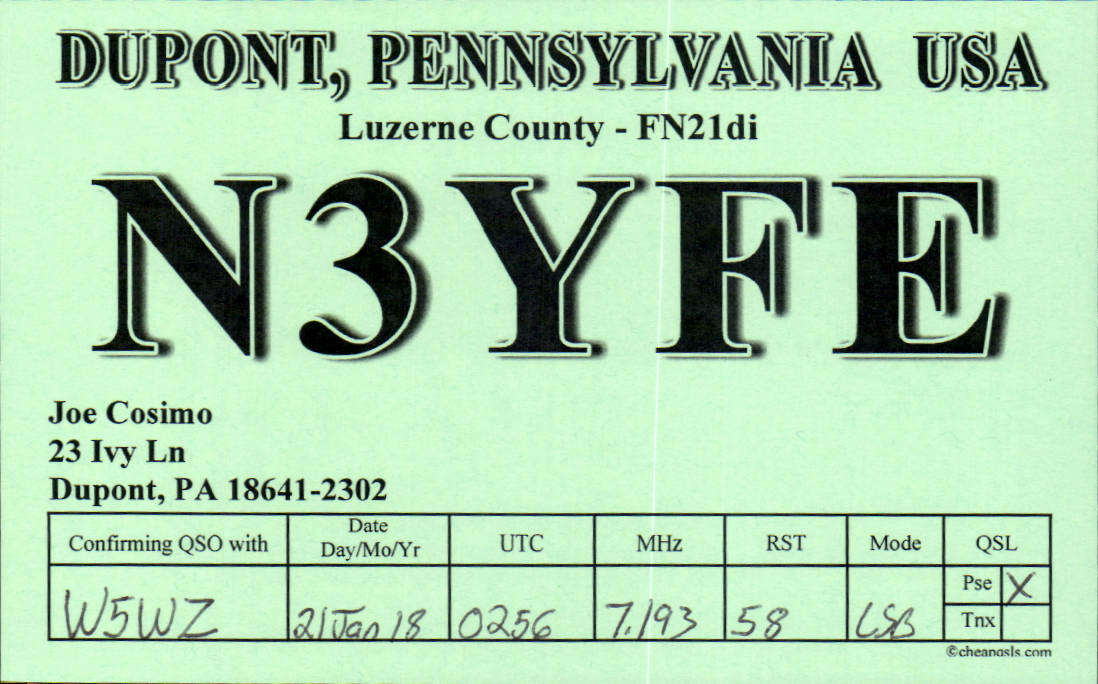 DUPONT, PENNSYLVANIA USA
Luzerne County - FN21di
N3YFE
Joe Cosimo
23 Ivy Ln
Dupont, PA 18641-2302
Confirming QSO with Date Day/Mo/Yr UTC MHz RST Mode QSL
W5WZ 21 Jan 18 0256 7.193 58 LSB Pse X
Tnx
©cheapqsls.com